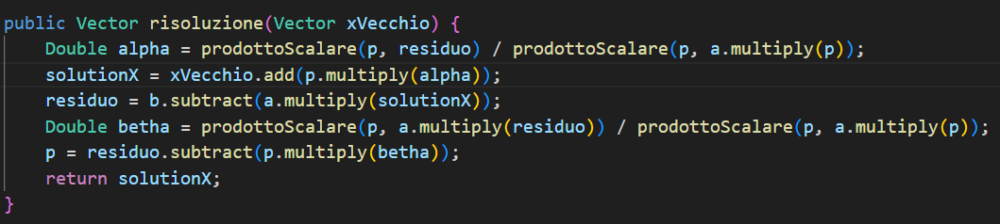 public Vector risoluzione(Vector xVecchio) {
    Double alpha = prodottoScalare(p, residuo) / prodottoScalare(p, a.multiply(p));
    solutionX = xVecchio.add(p.multiply(alpha));
    residuo = b.subtract(a.multiply(solutionX));
    Double betha = prodottoScalare(p, a.multiply(residuo)) / prodottoScalare(p, a.multiply(p));
    p = residuo.subtract(p.multiply(betha));
    return solutionX;
}